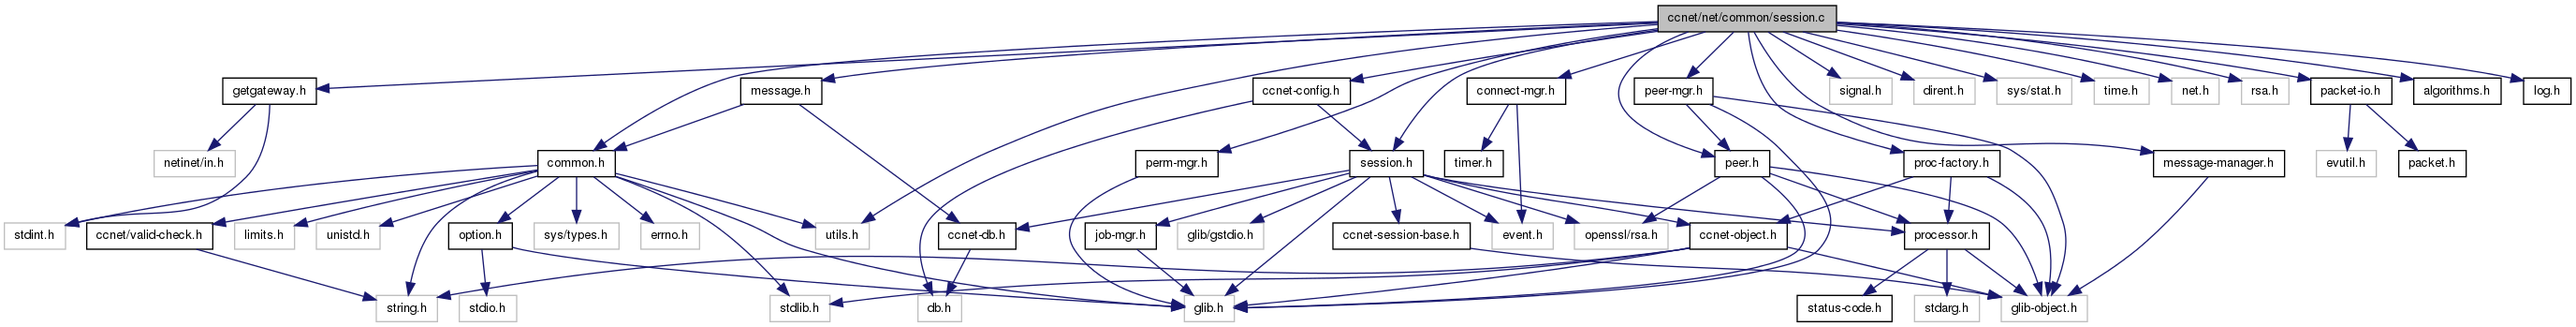 ccnet/net/common/session.c
getgateway.h
message.h
ccnet-config.h
connect-mgr.h
peer-mgr.h
signal.h
dirent.h
sys/stat.h
time.h
net.h
rsa.h
packet-io.h
algorithms.h
log.h
netinet/in.h
common.h
perm-mgr.h
session.h
timer.h
peer.h
proc-factory.h
message-manager.h
evutil.h
packet.h
stdint.h
ccnet/valid-check.h
limits.h
unistd.h
option.h
sys/types.h
errno.h
utils.h
ccnet-db.h
job-mgr.h
glib/gstdio.h
ccnet-session-base.h
event.h
openssl/rsa.h
ccnet-object.h
processor.h
string.h
stdio.h
stdlib.h
db.h
glib.h
status-code.h
stdarg.h
glib-object.h